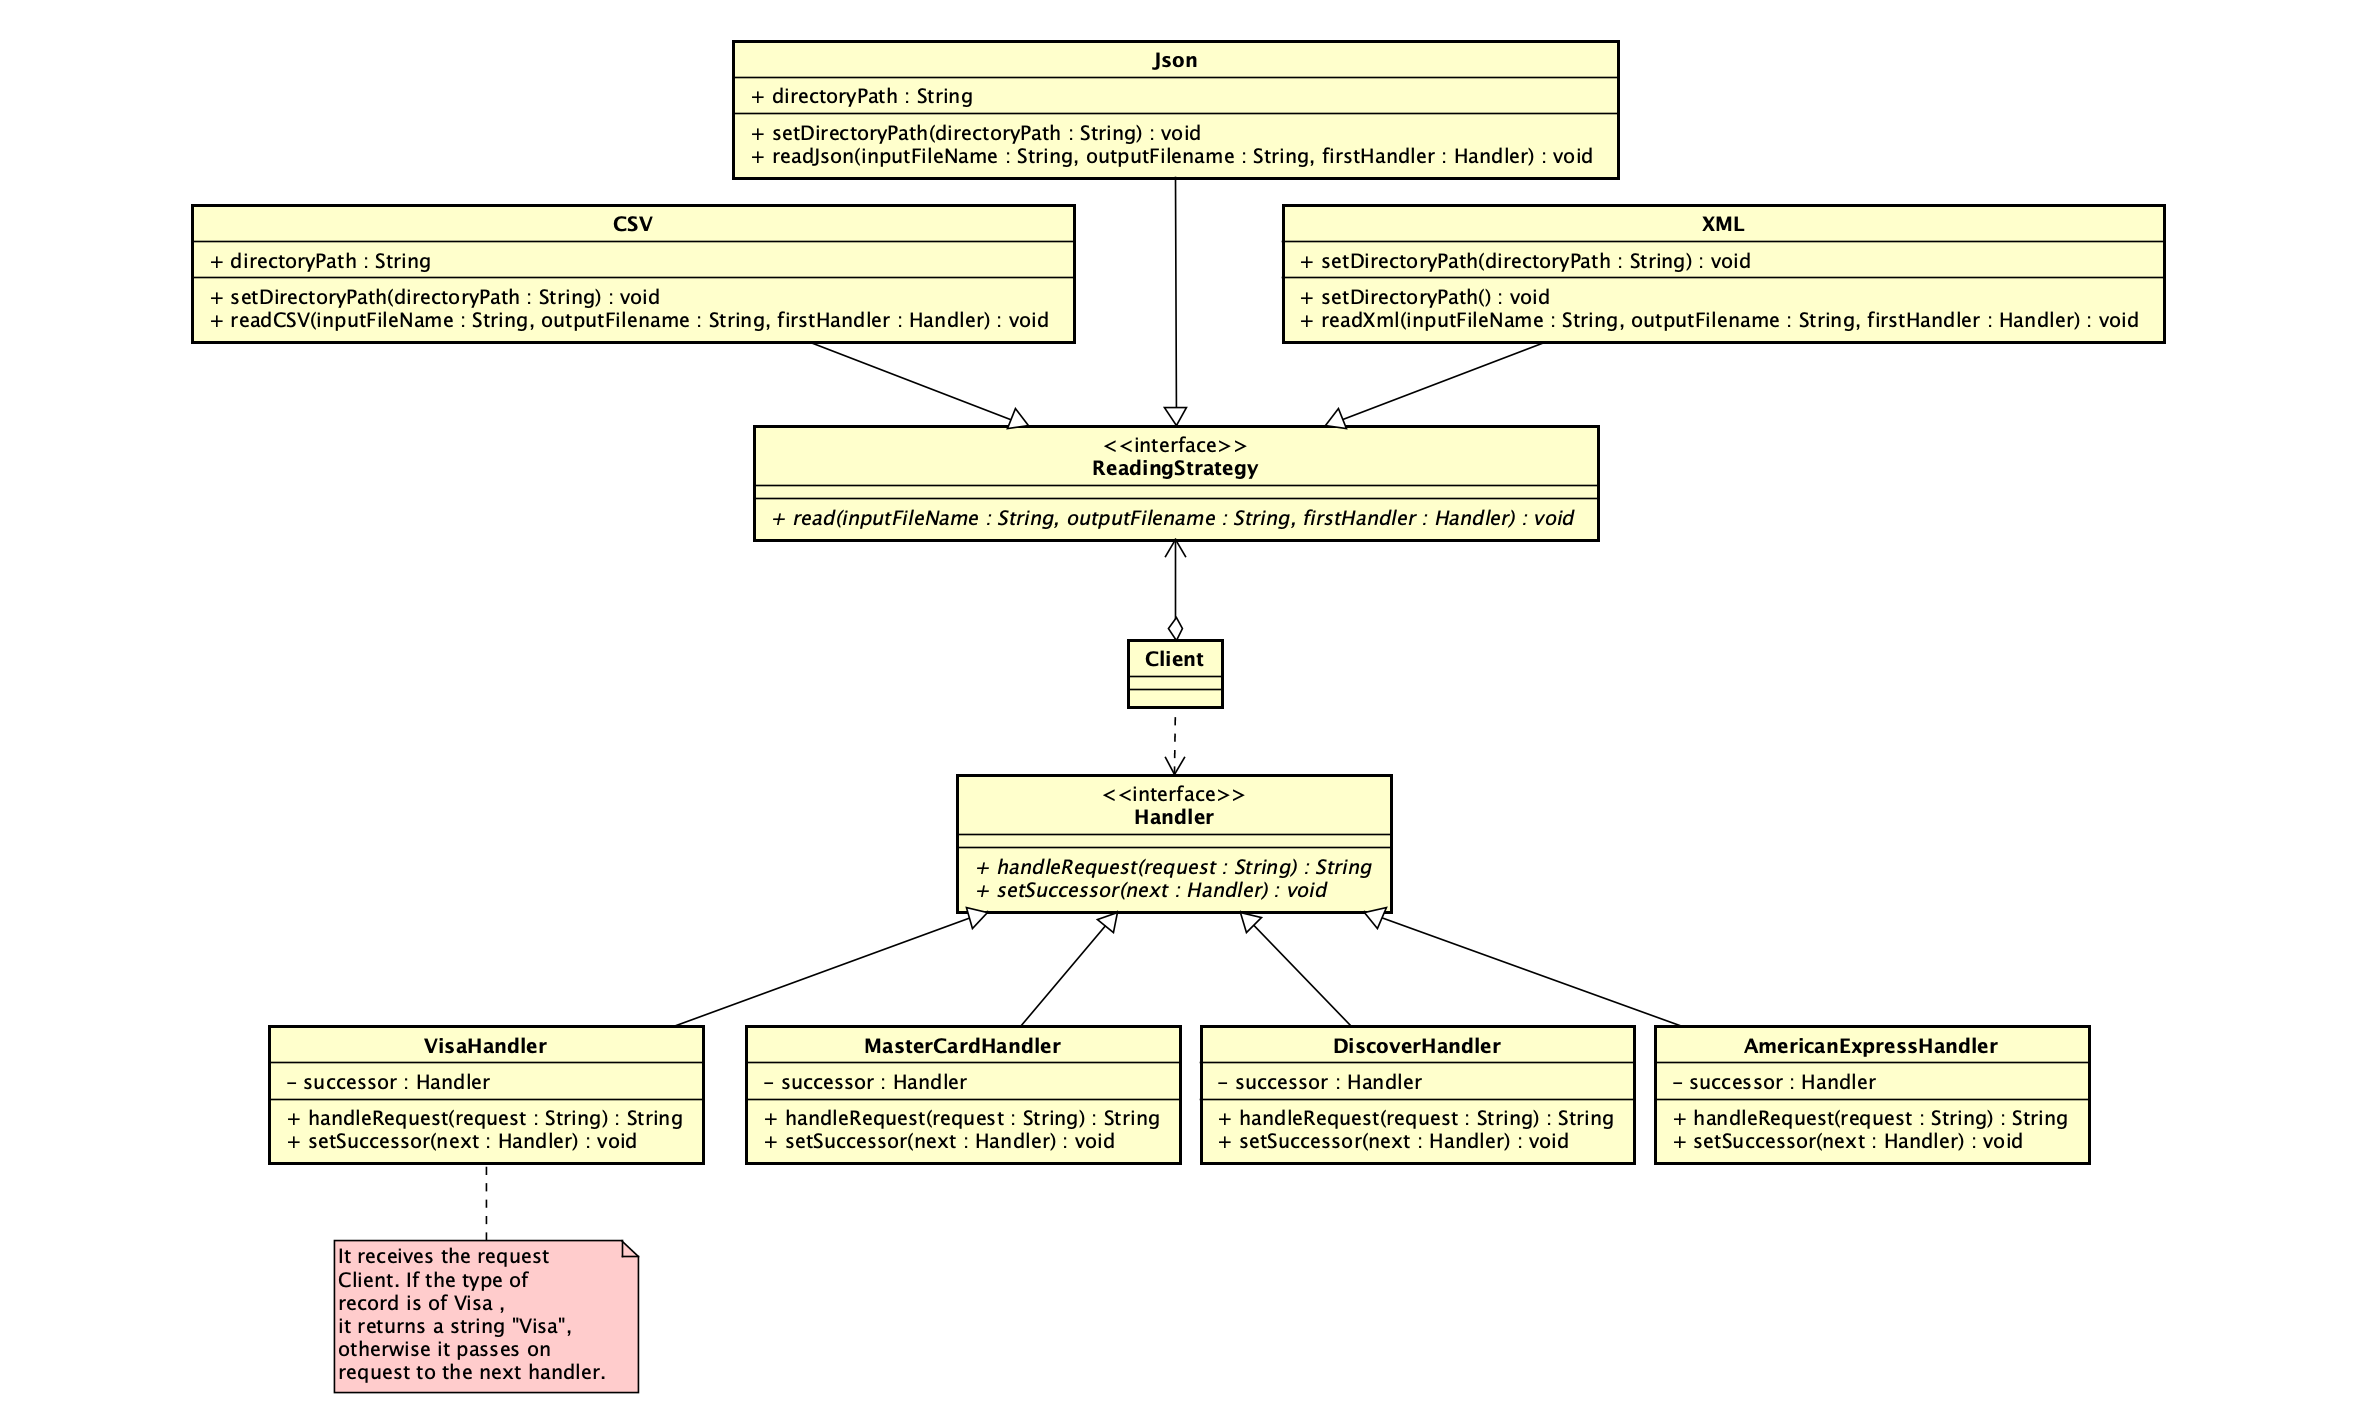 Json
+ directoryPath : String
+ setDirectoryPath(directoryPath : String) : void
+ readJson(inputFileName : String, outputFilename : String, firstHandler : Handler) : void
CSV
+ directoryPath : String
+ setDirectoryPath(directoryPath : String) : void
+ readCSV(inputFileName : String, outputFilename : String, firstHandler : Handler) : void
XML
+ setDirectoryPath(directoryPath : String) : void
+ setDirectoryPath() : void
+ readXml(inputFileName : String, outputFilename : String, firstHandler : Handler) : void
<<interface>>
ReadingStrategy
+ read(inputFileName : String, outputFilename : String, firstHandler : Handler) : void
Client
<<interface>>
Handler
+ handleRequest(request : String) : String
+ setSuccessor(next : Handler) : void
VisaHandler
– successor : Handler
+ handleRequest(request : String) : String
+ setSuccessor(next : Handler) : void
MasterCardHandler
– successor : Handler
+ handleRequest(request : String) : String
+ setSuccessor(next : Handler) : void
DiscoverHandler
– successor : Handler
+ handleRequest(request : String) : String
+ setSuccessor(next : Handler) : void
AmericanExpressHandler
– successor : Handler
+ handleRequest(request : String) : String
+ setSuccessor(next : Handler) : void
It receives the request
Client. If the type of
record is of Visa ,
it returns a string "Visa",
otherwise it passes on
request to the next handler.